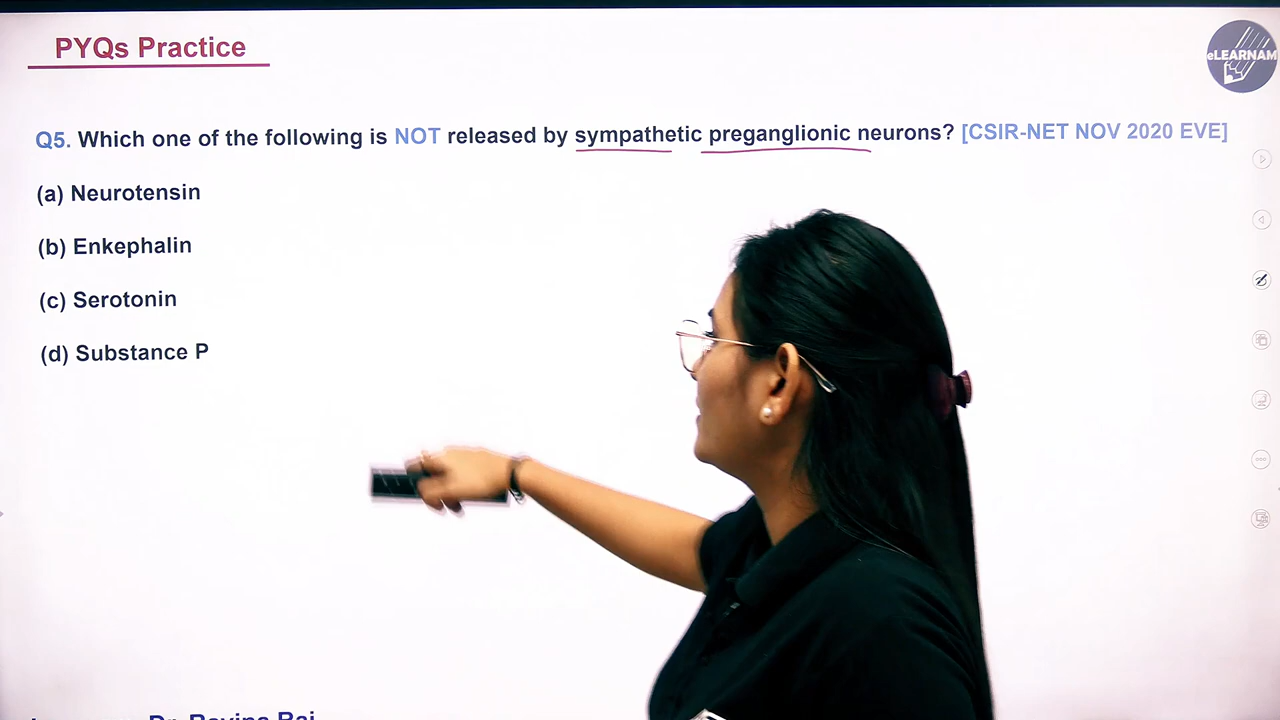 PYQs Practice
eLEARNAM
Q5. Which one of the following is NOT released by sympathetic preganglionic neurons? [CSIR-NET NOV 2020 EVE]
(a) Neurotensin
(b) Enkephalin
(c) Serotonin
(d) Substance P